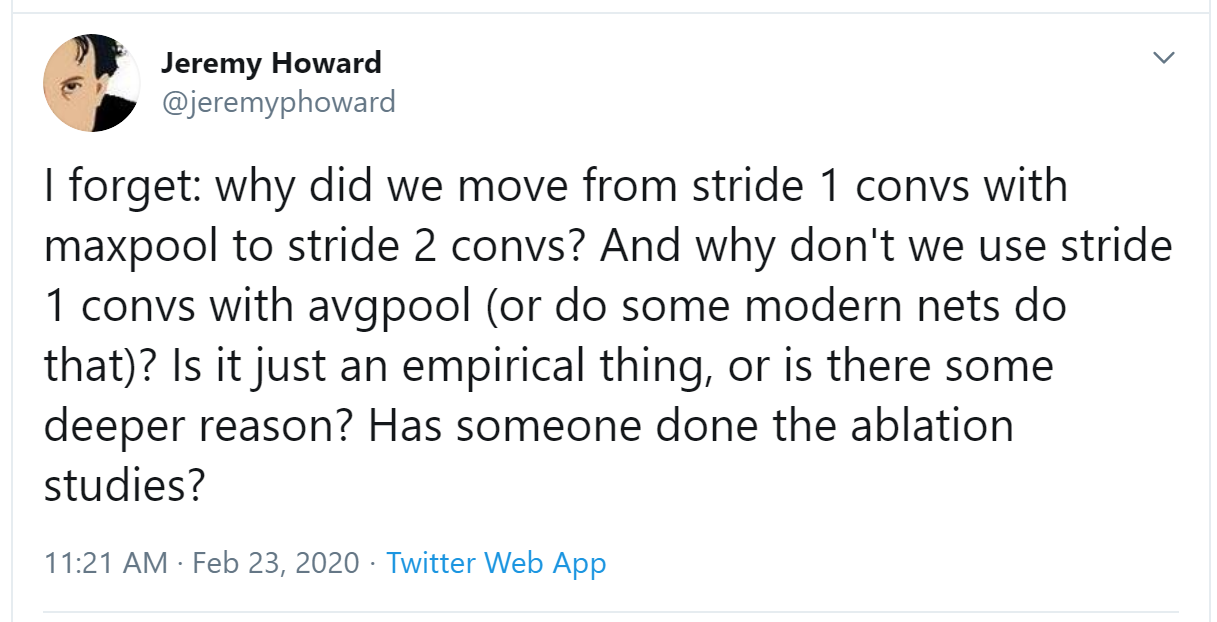 Jeremy Howard
@jeremyphoward
I forget: why did we move from stride 1 convs with
maxpool to stride 2 convs? And why don't we use stride
1 convs with avgpool (or do some modern nets do
that)? Is it just an empirical thing, or is there some
deeper reason? Has someone done the ablation
studies?
11:21 AM · Feb 23, 2020 · Twitter Web App